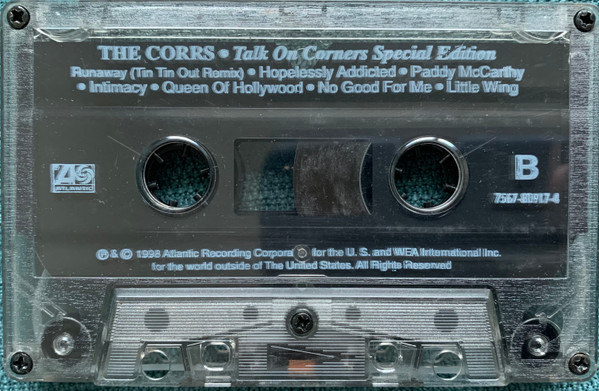 THE CORRS • Talk On Corners Special Edition
Runaway (Tin Tin Out Remix) • Hopelessly Addicted • Paddy McCarthy
• Intimacy • Queen Of Hollywood • No Good For Me • Little Wing
ATLANTIC
B
7567-80917-4
℗ & © 1998 Atlantic Recording Corporation for the U. S. and WEA International Inc.
for the world outside of The United States. All Rights Reserved